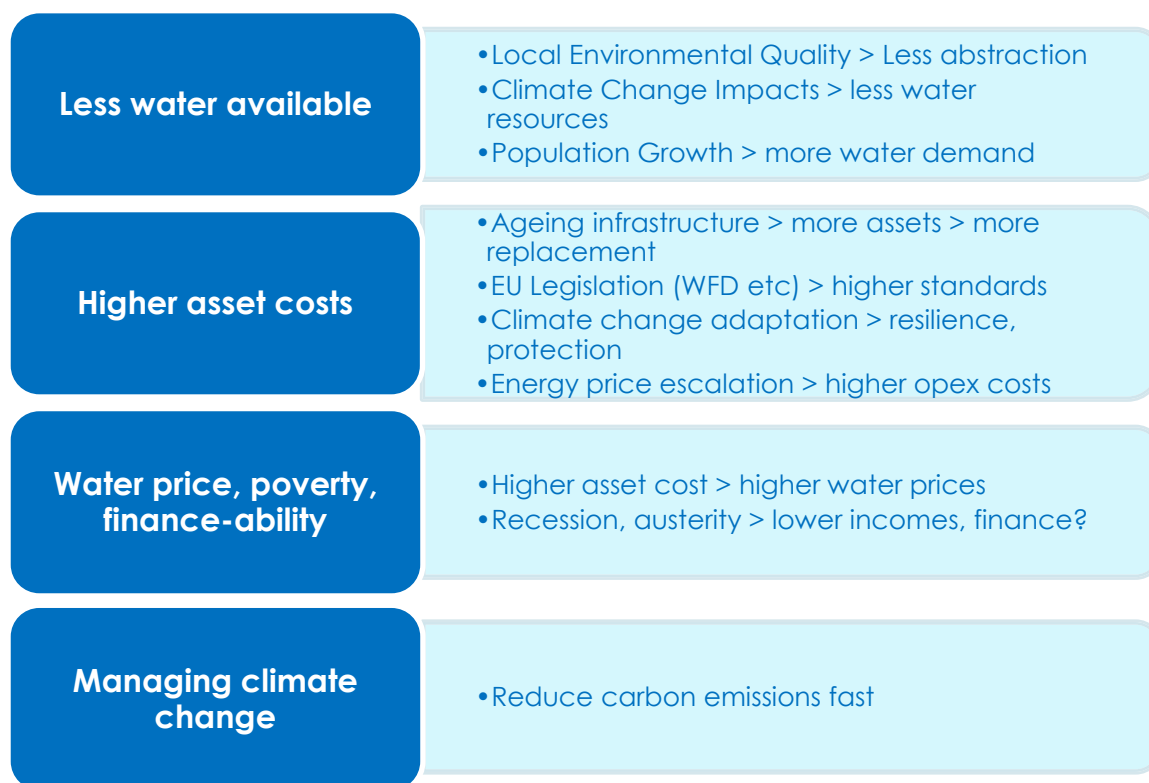 Less water available
•Local Environmental Quality > Less abstraction
•Climate Change Impacts > less water
resources
•Population Growth > more water demand
Higher asset costs
•Ageing infrastructure > more assets > more
replacement
•EU Legislation (WFD etc) > higher standards
•Climate change adaptation > resilience,
protection
•Energy price escalation > higher opex costs
Water price, poverty,
finance-ability
•Higher asset cost > higher water prices
•Recession, austerity > lower incomes, finance?
Managing climate
change
•Reduce carbon emissions fast